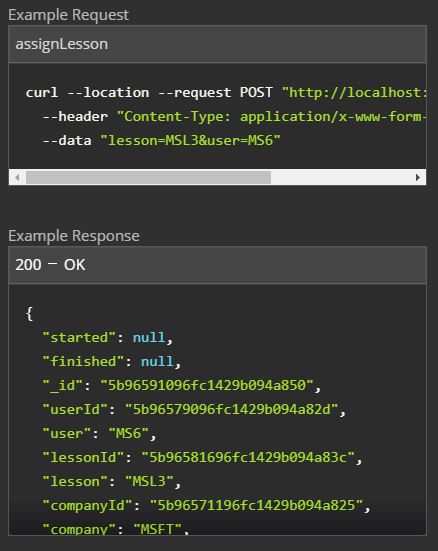 Example Request
assignLesson
curl --location --request POST "http://localhost:
--header "Content-Type: application/x-www-form-
--data "lesson=MSL3&user=MS6"
Example Response
200 – OK
{
"started": null,
"finished": null,
"_id": "5b96591096fc1429b094a850",
"userId": "5b96579096fc1429b094a82d",
"user": "MS6",
"lessonId": "5b96581696fc1429b094a83c",
"lesson": "MSL3",
"companyId": "5b96571196fc1429b094a825",
"company": "MSFT",